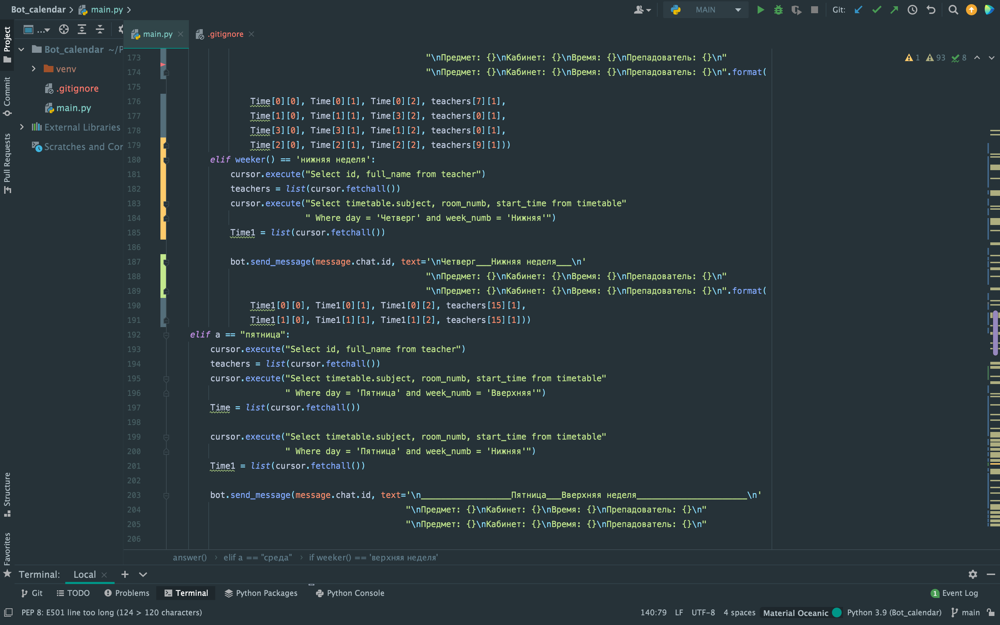 Bot_calendar main.py
MAIN
Git:
Project
Commit
Pull Requests
Structure
Favorites
...
Bot_calendar ~/P
venv
.gitignore
main.py
External Libraries
Scratches and Cor
main.py
.gitignore
1 93 8
173 "\nПредмет: {}\nКабинет: {}\nВремя: {}\nПрепадователь: {}\n"
174 "\nПредмет: {}\nКабинет: {}\nВремя: {}\nПрепадователь: {}\n".format(
175
176 Time[0][0], Time[0][1], Time[0][2], teachers[7][1],
177 Time[1][0], Time[1][1], Time[3][2], teachers[0][1],
178 Time[3][0], Time[3][1], Time[1][2], teachers[0][1],
179 Time[2][0], Time[2][1], Time[2][2], teachers[9][1]))
180 elif weeker() == 'нижняя неделя':
181 cursor.execute("Select id, full_name from teacher")
182 teachers = list(cursor.fetchall())
183 cursor.execute("Select timetable.subject, room_numb, start_time from timetable"
184 " Where day = 'Четверг' and week_numb = 'Нижняя'")
185 Time1 = list(cursor.fetchall())
186
187 bot.send_message(message.chat.id, text='\nЧетверг___Нижняя неделя___\n'
188 "\nПредмет: {}\nКабинет: {}\nВремя: {}\nПрепадователь: {}\n"
189 "\nПредмет: {}\nКабинет: {}\nВремя: {}\nПрепадователь: {}\n".format(
190 Time1[0][0], Time1[0][1], Time1[0][2], teachers[15][1],
191 Time1[1][0], Time1[1][1], Time1[1][2], teachers[15][1]))
192 elif a == "пятница":
193 cursor.execute("Select id, full_name from teacher")
194 teachers = list(cursor.fetchall())
195 cursor.execute("Select timetable.subject, room_numb, start_time from timetable"
196 " Where day = 'Пятница' and week_numb = 'Вверхняя'")
197 Time = list(cursor.fetchall())
198
199 cursor.execute("Select timetable.subject, room_numb, start_time from timetable"
200 " Where day = 'Пятница' and week_numb = 'Нижняя'")
201 Time1 = list(cursor.fetchall())
202
203 bot.send_message(message.chat.id, text='\n__________________Пятница___Вверхняя неделя______________________\n'
204 "\nПредмет: {}\nКабинет: {}\nВремя: {}\nПрепадователь: {}\n"
205 "\nПредмет: {}\nКабинет: {}\nВремя: {}\nПрепадователь: {}\n"
206
answer() › elif a == "среда" › if weeker() == 'верхняя неделя'
Terminal: Local
Git TODO Problems Terminal Python Packages Python Console 1 Event Log
PEP 8: E501 line too long (124 > 120 characters) 140:79 LF UTF-8 4 spaces Material Oceanic Python 3.9 (Bot_calendar) main